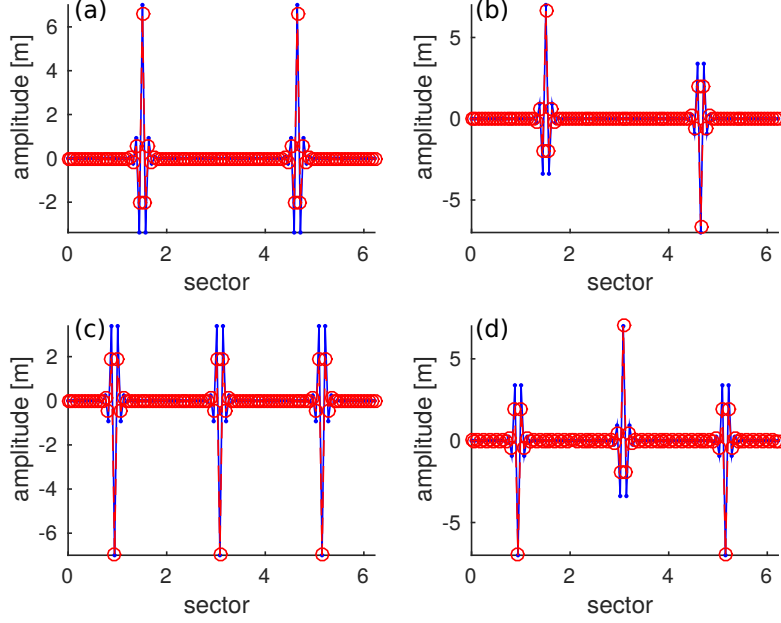 (a)
amplitude [m]
6
4
2
0
-2
0 2 4 6
sector
(b)
amplitude [m]
5
0
-5
0 2 4 6
sector
(c)
amplitude [m]
2
0
-2
-4
-6
0 2 4 6
sector
(d)
amplitude [m]
5
0
-5
0 2 4 6
sector